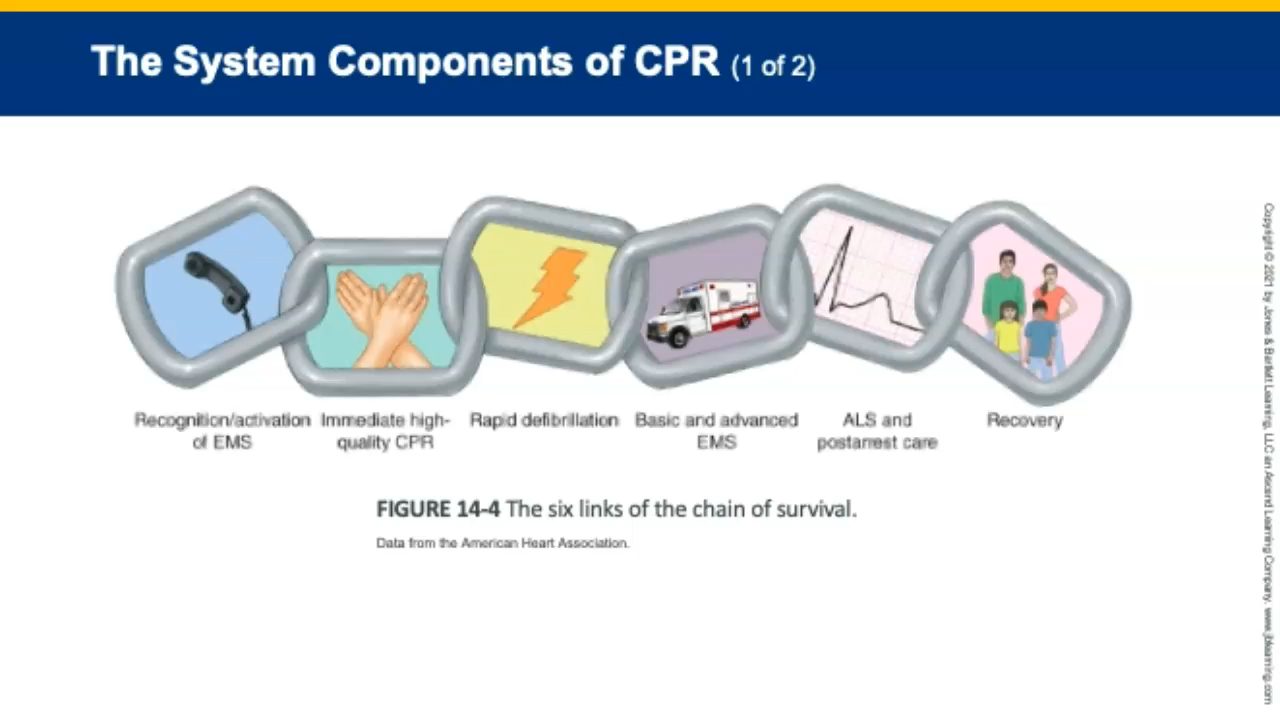 The System Components of CPR (1 of 2)
Recognition/activation
of EMS
Immediate high-
quality CPR
Rapid defibrillation
Basic and advanced
EMS
ALS and
postarrest care
Recovery
FIGURE 14-4 The six links of the chain of survival.
Data from the American Heart Association.
Copyright © 2021 by Jones & Bartlett Learning, LLC an Ascend Learning Company. www.jblearning.com